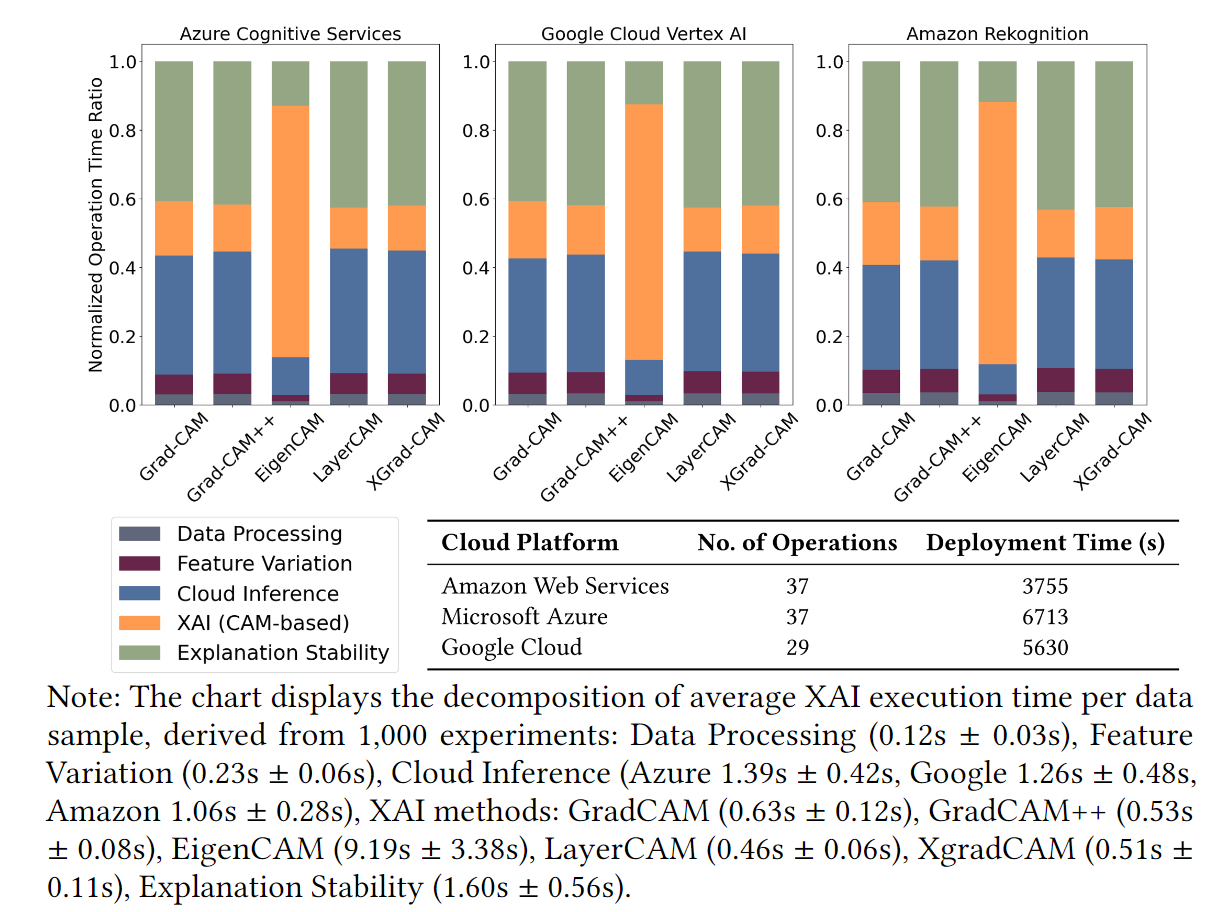 Azure Cognitive Services
Google Cloud Vertex AI
Amazon Rekognition
Normalized Operation Time Ratio
1.0
0.8
0.6
0.4
0.2
0.0
1.0
0.8
0.6
0.4
0.2
0.0
1.0
0.8
0.6
0.4
0.2
0.0
Grad-CAM
Grad-CAM++
EigenCAM
LayerCAM
XGrad-CAM
Grad-CAM
Grad-CAM++
EigenCAM
LayerCAM
XGrad-CAM
Grad-CAM
Grad-CAM++
EigenCAM
LayerCAM
XGrad-CAM
Data Processing
Feature Variation
Cloud Inference
XAI (CAM-based)
Explanation Stability
Cloud Platform No. of Operations Deployment Time (s)
Amazon Web Services 37 3755
Microsoft Azure 37 6713
Google Cloud 29 5630
Note: The chart displays the decomposition of average XAI execution time per data
sample, derived from 1,000 experiments: Data Processing (0.12s ± 0.03s), Feature
Variation (0.23s ± 0.06s), Cloud Inference (Azure 1.39s ± 0.42s, Google 1.26s ± 0.48s,
Amazon 1.06s ± 0.28s), XAI methods: GradCAM (0.63s ± 0.12s), GradCAM++ (0.53s
± 0.08s), EigenCAM (9.19s ± 3.38s), LayerCAM (0.46s ± 0.06s), XgradCAM (0.51s ±
0.11s), Explanation Stability (1.60s ± 0.56s).